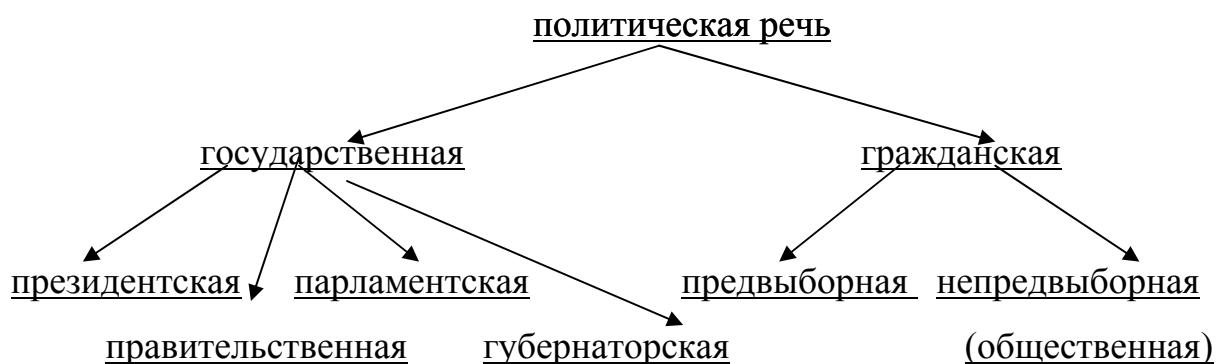 политическая речь
государственная гражданская
президентская парламентская предвыборная непредвыборная
правительственная губернаторская (общественная)